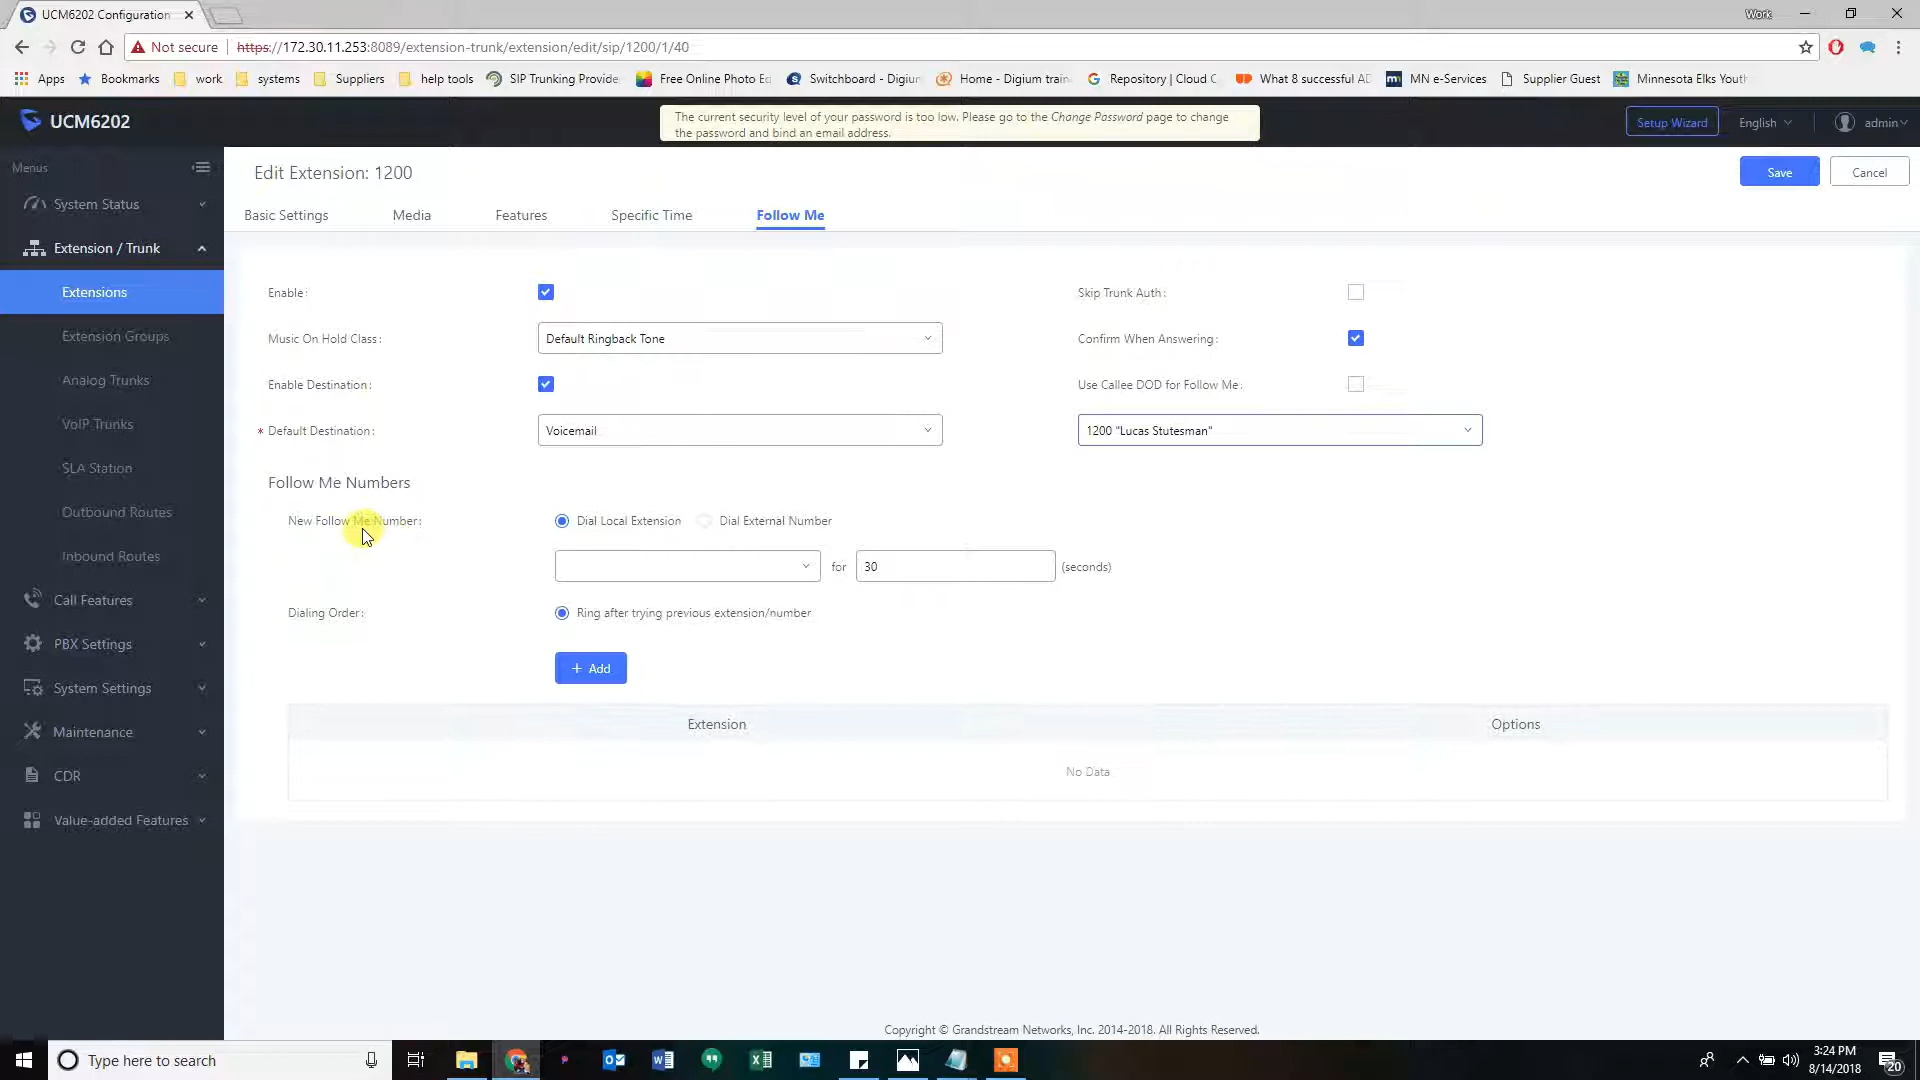 UCM6202 Configuration
Work
Not secure
https://172.30.11.253:8089/extension-trunk/extension/edit/sip/1200/1/40
Apps Bookmarks work systems Suppliers help tools SIP Trunking Provide Free Online Photo Ed Switchboard - Digiun Home - Digium train Repository | Cloud C What 8 successful AD MN e-Services Supplier Guest Minnesota Elks Youth
UCM6202
The current security level of your password is too low. Please go to the Change Password page to change
the password and bind an email address.
Setup Wizard English admin
Menus
Edit Extension: 1200
Save Cancel
System Status
Basic Settings Media Features Specific Time Follow Me
Extension / Trunk
Extensions
Extension Groups
Analog Trunks
VoIP Trunks
SLA Station
Outbound Routes
Inbound Routes
Call Features
PBX Settings
System Settings
Maintenance
CDR
Value-added Features
Enable:
Skip Trunk Auth:
Music On Hold Class: Default Ringback Tone
Confirm When Answering:
Enable Destination:
Use Callee DOD for Follow Me:
* Default Destination: Voicemail
1200 "Lucas Stutesman"
Follow Me Numbers
New Follow Me Number: Dial Local Extension Dial External Number
for 30 (seconds)
Dialing Order: Ring after trying previous extension/number
+ Add
Extension Options
No Data
Copyright © Grandstream Networks, Inc. 2014-2018. All Rights Reserved.
Type here to search
3:24 PM
8/14/2018
20